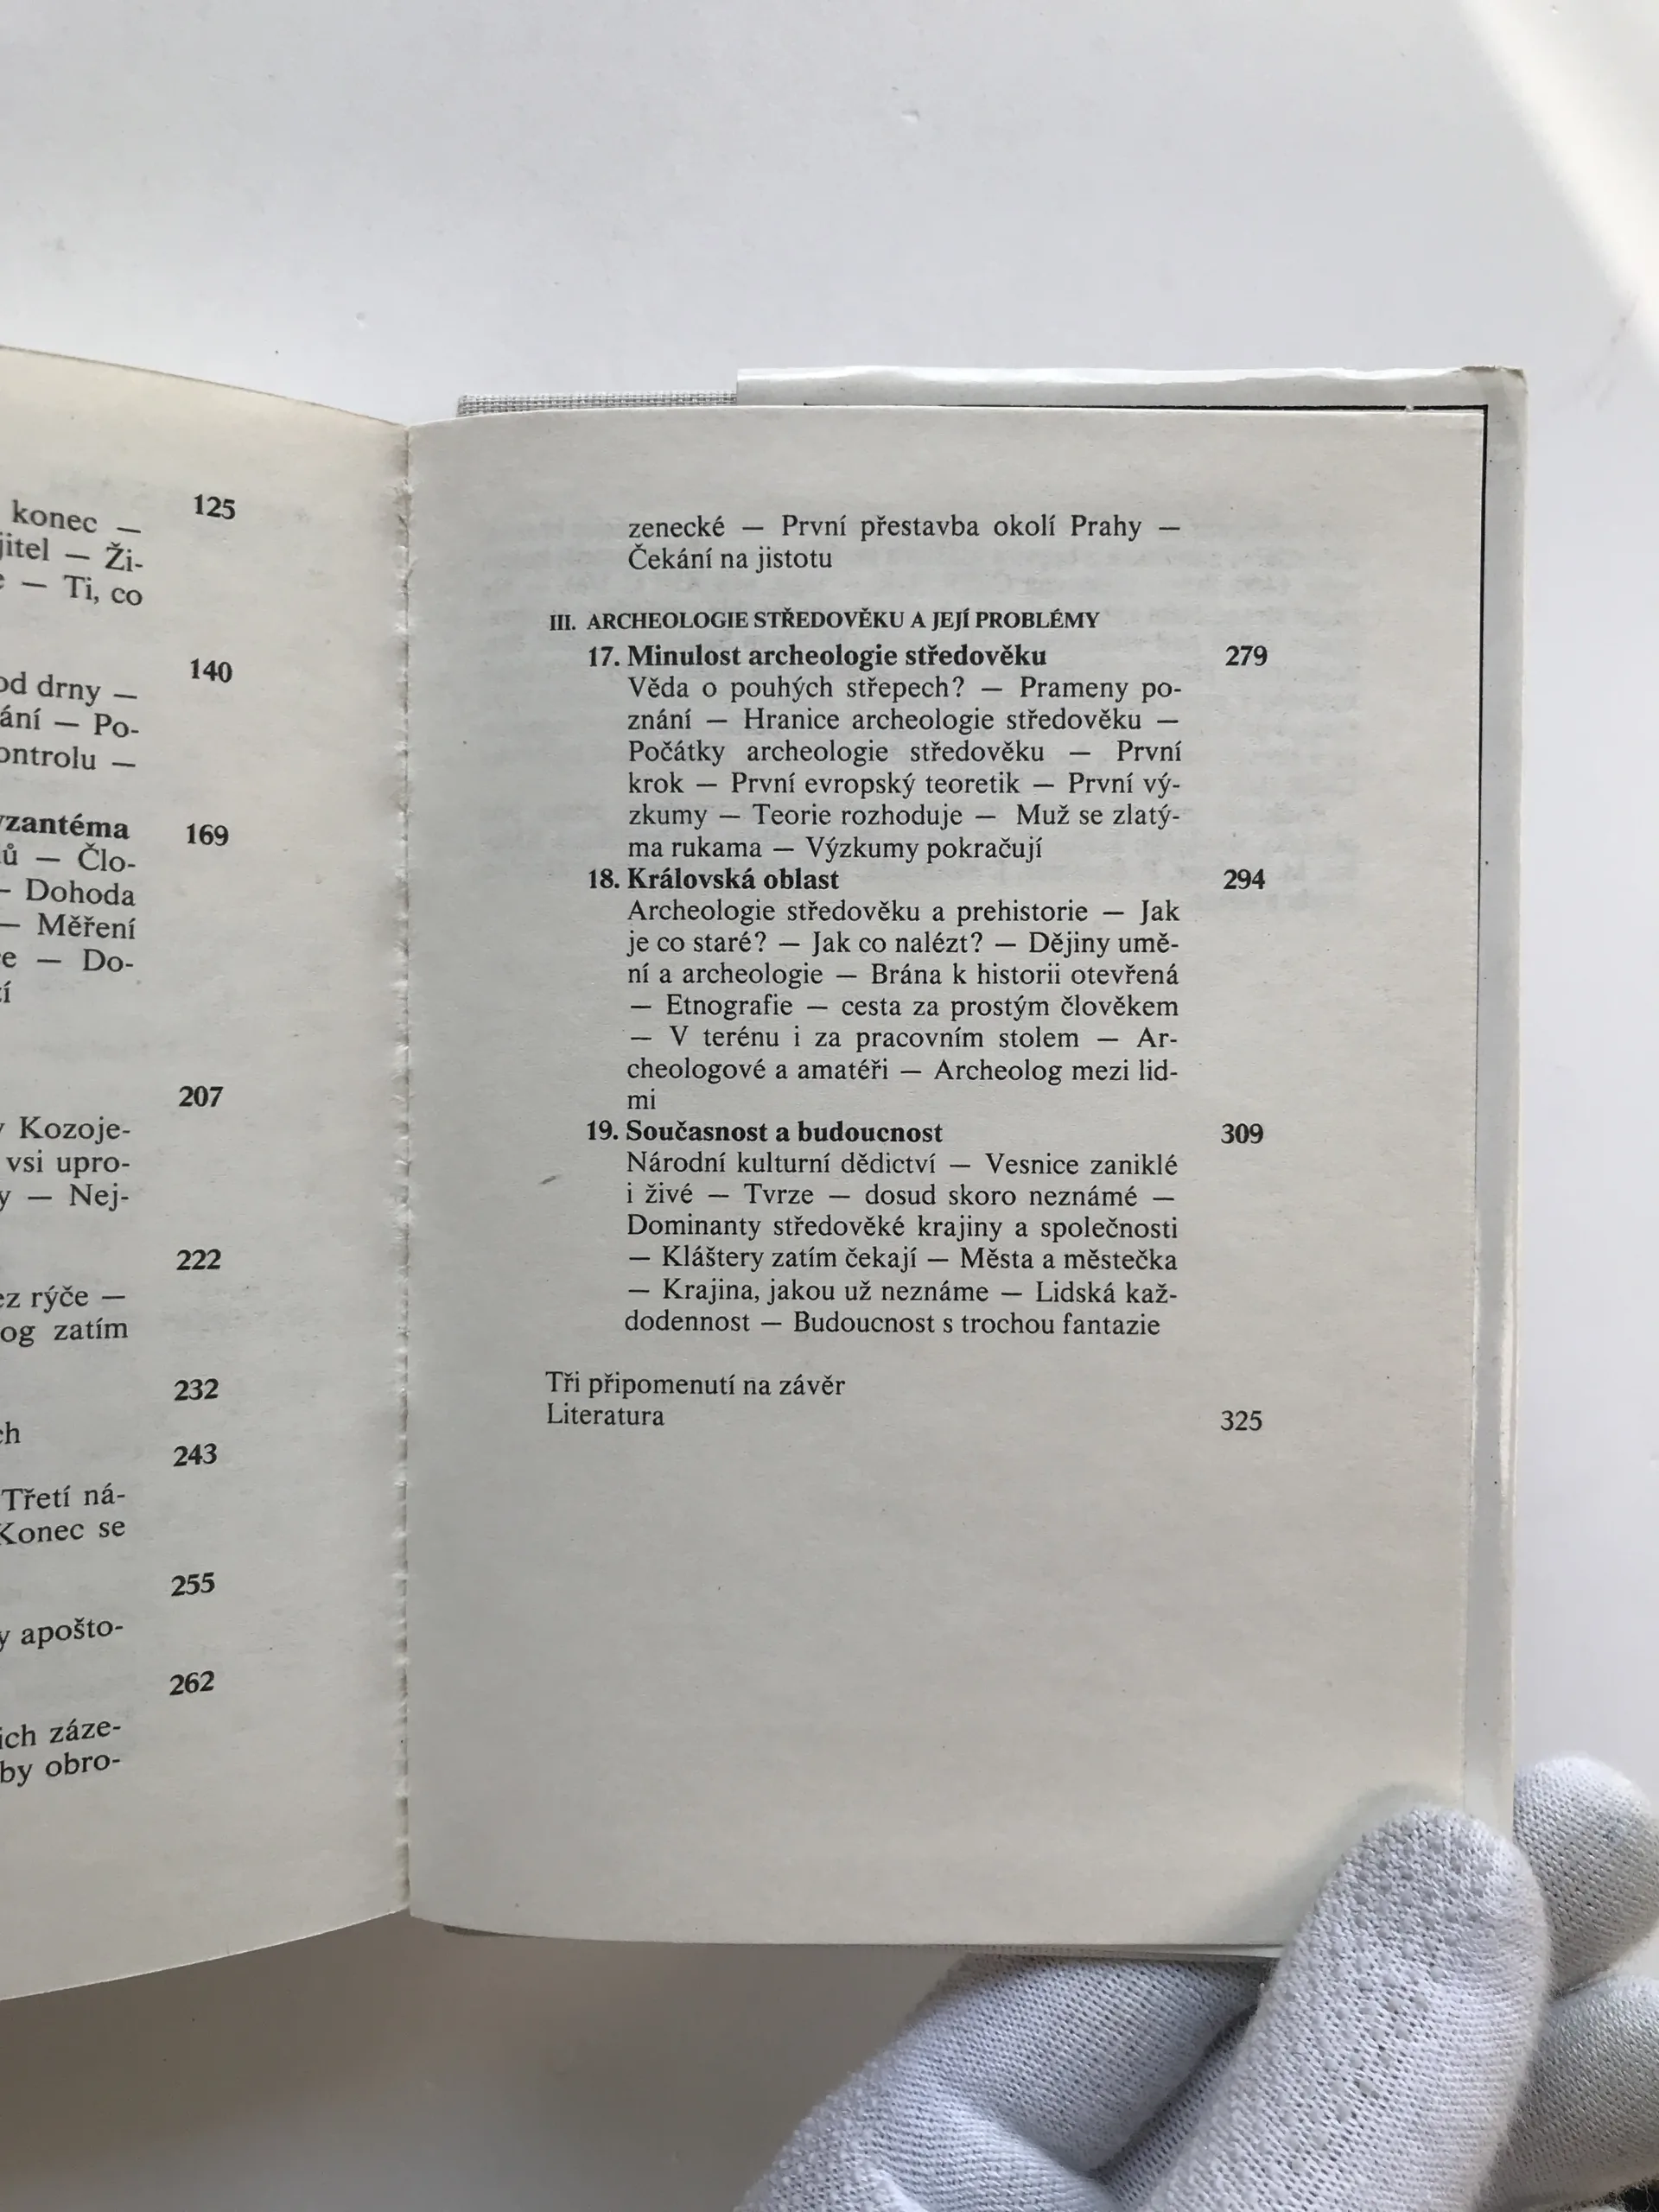 konec — 125
jitel — Ži-
— Ti, co
140
od drny —
ání — Po-
ontrolu —
yzantéma 169
ů — Člo-
— Dohoda
— Měření
e — Do-
í
207
Kozoje-
vsi upro-
y — Nej-
222
ez rýče —
og zatím
232
ch
243
Třetí ná-
Konec se
255
y apošto-
262
ich záze-
by obro-
zenecké — První přestavba okolí Prahy —
Čekání na jistotu
III. ARCHEOLOGIE STŘEDOVĚKU A JEJÍ PROBLÉMY
17. Minulost archeologie středověku 279
Věda o pouhých střepech? — Prameny po-
znání — Hranice archeologie středověku —
Počátky archeologie středověku — První
krok — První evropský teoretik — První vý-
zkumy — Teorie rozhoduje — Muž se zlatý-
ma rukama — Výzkumy pokračují
18. Královská oblast 294
Archeologie středověku a prehistorie — Jak
je co staré? — Jak co nalézt? — Dějiny umě-
ní a archeologie — Brána k historii otevřená
— Etnografie — cesta za prostým člověkem
— V terénu i za pracovním stolem — Ar-
cheologové a amatéři — Archeolog mezi lid-
mi
19. Současnost a budoucnost 309
Národní kulturní dědictví — Vesnice zaniklé
i živé — Tvrze — dosud skoro neznámé —
Dominanty středověké krajiny a společnosti
— Kláštery zatím čekají — Města a městečka
— Krajina, jakou už neznáme — Lidská kaž-
dodennost — Budoucnost s trochou fantazie
Tři připomenutí na závěr
Literatura 325